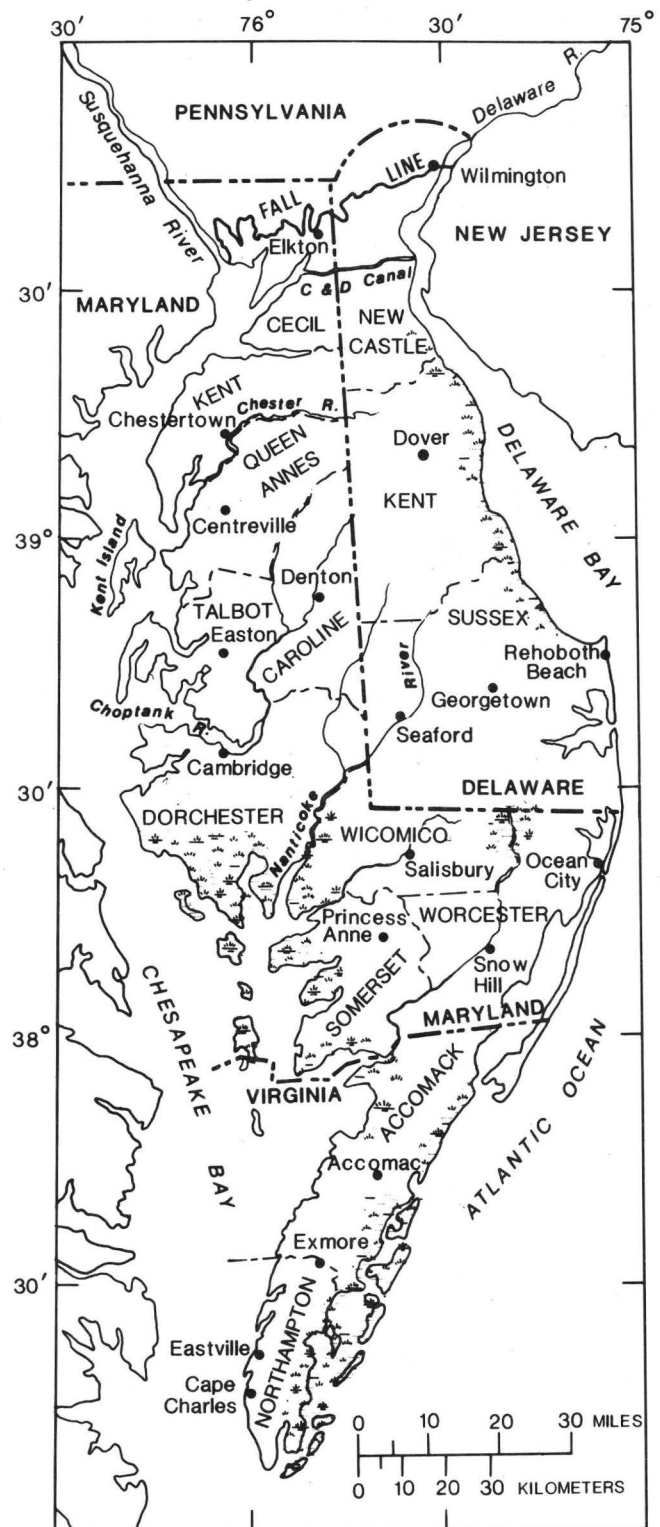 30′ 76° 30′ 75°
Susquehanna River
PENNSYLVANIA
Delaware R.
FALL LINE
Wilmington
Elkton
NEW JERSEY
C & D Canal
30′
MARYLAND
CECIL
NEW
CASTLE
KENT
Chester R.
Chestertown
QUEEN
ANNES
Dover
DELAWARE BAY
KENT
Centreville
39°
Kent Island
Denton
TALBOT
SUSSEX
Easton
CAROLINE
River
Rehoboth
Beach
Georgetown
Choptank R.
Seaford
Cambridge
30′
DELAWARE
DORCHESTER
Nanticoke
WICOMICO
Salisbury
Ocean
City
Princess
Anne
WORCESTER
Snow
Hill
SOMERSET
CHESAPEAKE BAY
MARYLAND
38°
VIRGINIA
ACCOMACK
ATLANTIC OCEAN
Accomac
Exmore
30′
NORTHAMPTON
Eastville
Cape
Charles
0 10 20 30 MILES
0 10 20 30 KILOMETERS